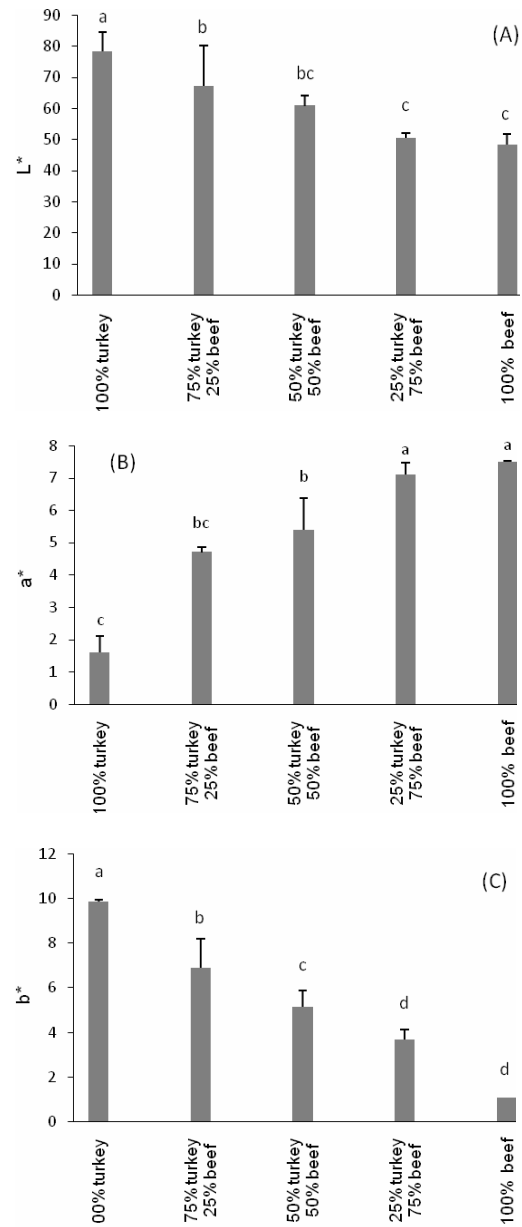 90
80
70
60
50
40
30
20
10
0
L*
(A)
a
b
bc
c
c
100% turkey
75% turkey
25% beef
50% turkey
50% beef
25% turkey
75% beef
100% beef
8
7
6
5
4
3
2
1
0
a*
(B)
c
bc
b
a
a
100% turkey
75% turkey
25% beef
50% turkey
50% beef
25% turkey
75% beef
100% beef
12
10
8
6
4
2
0
b*
(C)
a
b
c
d
d
00% turkey
75% turkey
25% beef
50% turkey
50% beef
25% turkey
75% beef
100% beef